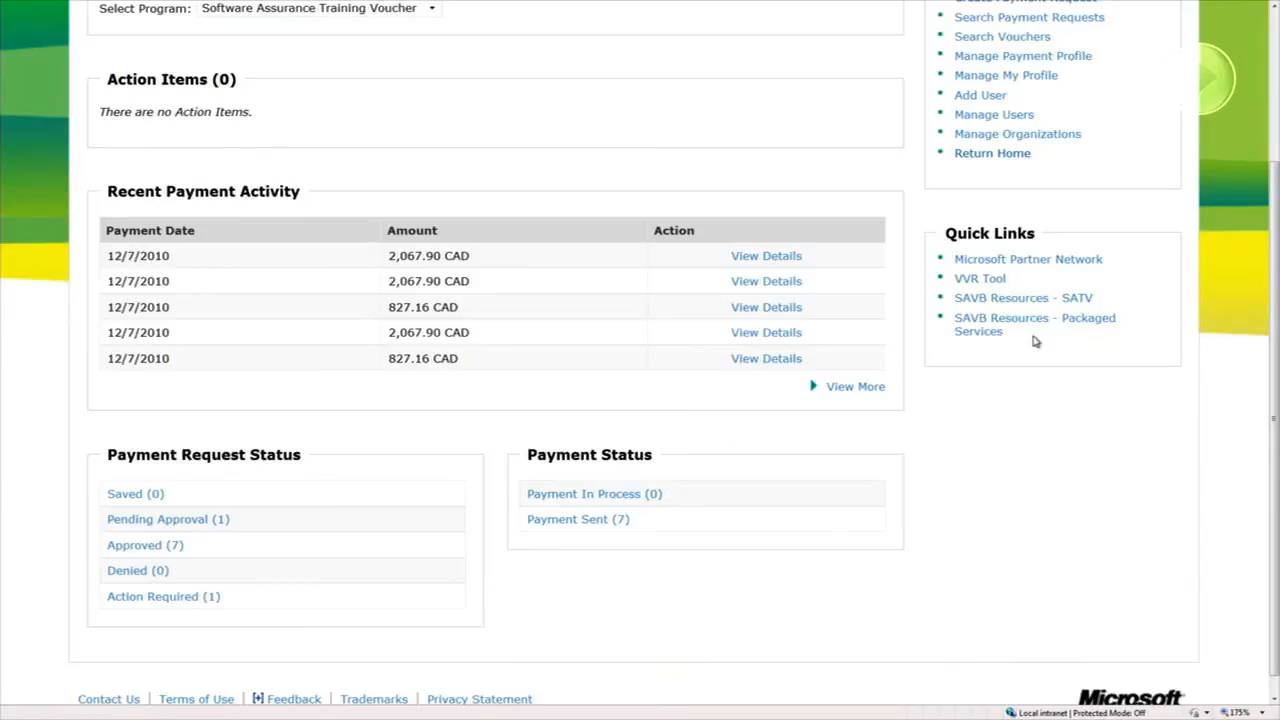 Select Program: Software Assurance Training Voucher
Action Items (0)
There are no Action Items.
Recent Payment Activity
Payment Date Amount Action
12/7/2010 2,067.90 CAD View Details
12/7/2010 2,067.90 CAD View Details
12/7/2010 827.16 CAD View Details
12/7/2010 2,067.90 CAD View Details
12/7/2010 827.16 CAD View Details
View More
Payment Request Status
Saved (0)
Pending Approval (1)
Approved (7)
Denied (0)
Action Required (1)
Payment Status
Payment In Process (0)
Payment Sent (7)
Search Payment Requests
Search Vouchers
Manage Payment Profile
Manage My Profile
Add User
Manage Users
Manage Organizations
Return Home
Quick Links
Microsoft Partner Network
VVR Tool
SAVB Resources - SATV
SAVB Resources - Packaged
Services
Contact Us | Terms of Use | [+] Feedback | Trademarks | Privacy Statement
Microsoft
Local intranet | Protected Mode: Off 175%